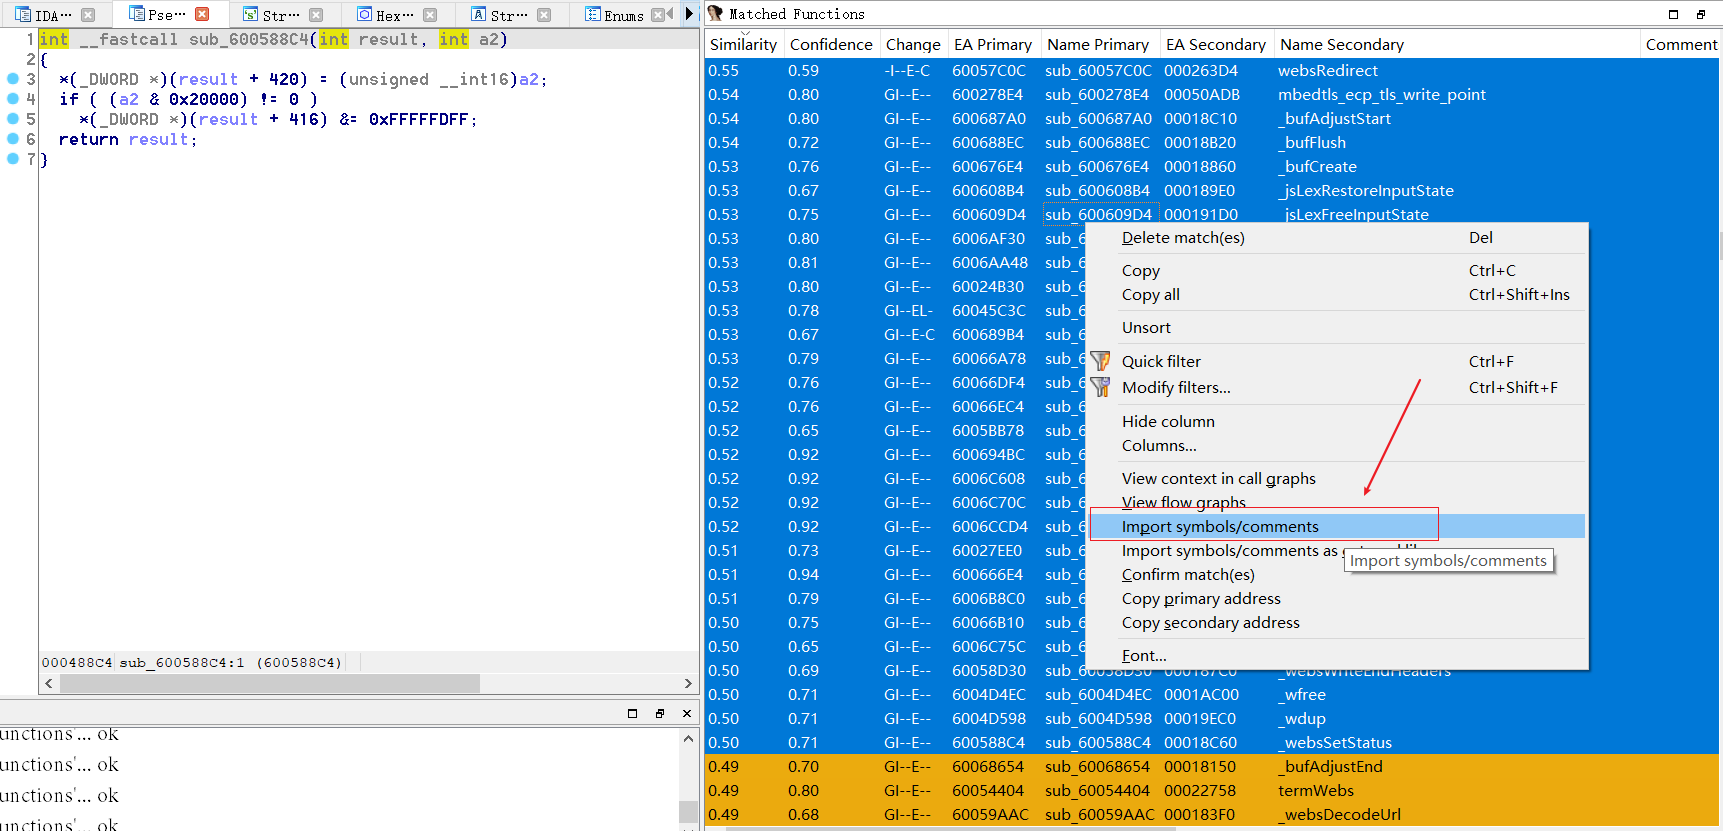 IDA··· Pse··· Str··· Hex··· Str··· Enums
1 int __fastcall sub_600588C4(int result, int a2)
2 {
3 *(_DWORD *)(result + 420) = (unsigned __int16)a2;
4 if ( (a2 & 0x20000) != 0 )
5 *(_DWORD *)(result + 416) &= 0xFFFFFDFF;
6 return result;
7 }
000488C4 sub_600588C4:1 (600588C4)
unctions'... ok
unctions'... ok
unctions'... ok
unctions'... ok
Matched Functions
Similarity Confidence Change EA Primary Name Primary EA Secondary Name Secondary Comment
0.55 0.59 -I--E-C 60057C0C sub_60057C0C 000263D4 websRedirect
0.54 0.80 GI--E-- 600278E4 sub_600278E4 00050ADB mbedtls_ecp_tls_write_point
0.54 0.80 GI--E-- 600687A0 sub_600687A0 00018C10 _bufAdjustStart
0.54 0.72 GI--E-- 600688EC sub_600688EC 00018B20 _bufFlush
0.53 0.76 GI--E-- 600676E4 sub_600676E4 00018860 _bufCreate
0.53 0.67 GI--E-- 600608B4 sub_600608B4 000189E0 _jsLexRestoreInputState
0.53 0.75 GI--E-- 600609D4 sub_600609D4 000191D0 _jsLexFreeInputState
0.53 0.80 GI--E-- 6006AF30 sub_6
0.53 0.81 GI--E-- 6006AA48 sub_6
0.53 0.80 GI--E-- 60024B30 sub_6
0.53 0.78 GI--EL- 60045C3C sub_6
0.53 0.67 GI--E-C 600689B4 sub_6
0.53 0.79 GI--E-- 60066A78 sub_6
0.52 0.76 GI--E-- 60066DF4 sub_6
0.52 0.76 GI--E-- 60066EC4 sub_6
0.52 0.65 GI--E-- 6005BB78 sub_6
0.52 0.92 GI--E-- 600694BC sub_6
0.52 0.92 GI--E-- 6006C608 sub_6
0.52 0.92 GI--E-- 6006C70C sub_6
0.52 0.92 GI--E-- 6006CCD4 sub_6
0.51 0.73 GI--E-- 60027EE0 sub_6
0.51 0.94 GI--E-- 600666E4 sub_6
0.51 0.79 GI--E-- 6006B8C0 sub_6
0.50 0.75 GI--E-- 60066B10 sub_6
0.50 0.65 GI--E-- 6006C75C sub_6
0.50 0.69 GI--E-- 60058D30 sub_60058D30 000187C0 _websWriteEndHeaders
0.50 0.71 GI--E-- 6004D4EC sub_6004D4EC 0001AC00 _wfree
0.50 0.71 GI--E-- 6004D598 sub_6004D598 00019EC0 _wdup
0.50 0.71 GI--E-- 600588C4 sub_600588C4 00018C60 _websSetStatus
0.49 0.70 GI--E-- 60068654 sub_60068654 00018150 _bufAdjustEnd
0.49 0.80 GI--E-- 60054404 sub_60054404 00022758 termWebs
0.49 0.68 GI--E-- 60059AAC sub_60059AAC 000183F0 _websDecodeUrl
Delete match(es) Del
Copy Ctrl+C
Copy all Ctrl+Shift+Ins
Unsort
Quick filter Ctrl+F
Modify filters... Ctrl+Shift+F
Hide column
Columns...
View context in call graphs
View flow graphs
Import symbols/comments
Import symbols/comments as
Import symbols/comments
Confirm match(es)
Copy primary address
Copy secondary address
Font...